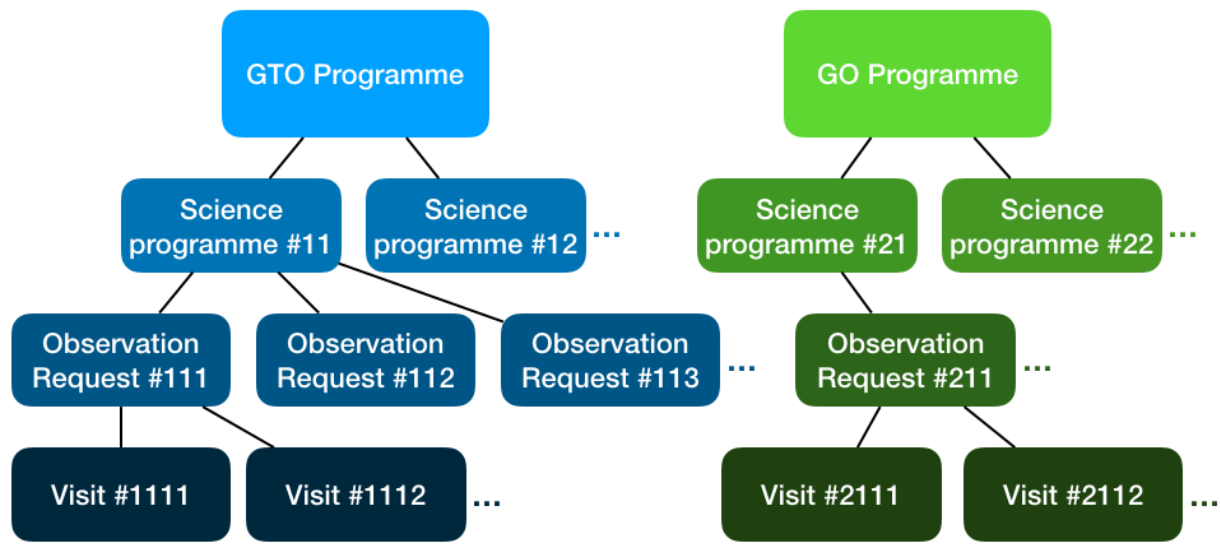 GTO Programme
GO Programme
Science
programme #11
Science
programme #12
...
Science
programme #21
Science
programme #22
...
Observation
Request #111
Observation
Request #112
Observation
Request #113
...
Observation
Request #211
...
Visit #1111
Visit #1112
...
Visit #2111
Visit #2112
...